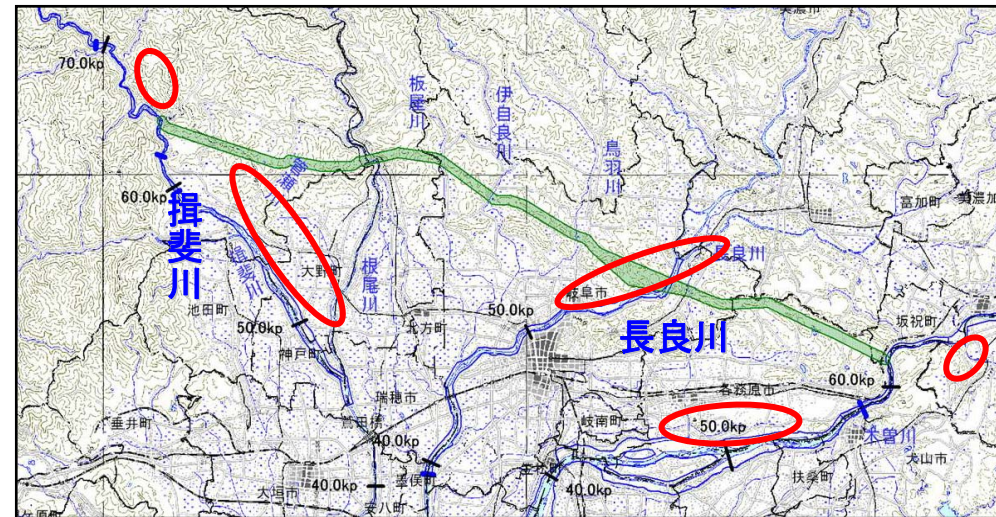 美濃市
70.0kp
板屋川
伊自良川
鳥羽川
60.0kp
揖斐川
富加町
美濃加
長良川
大野町
根尾川
揖斐川
岐阜市
池田町
50.0kp
50.0kp
北方町
長良川
坂祝町
神戸町
60.0kp
各務原市
瑞穂市
岐南町
50.0kp
垂井町
木曽川
40.0kp
犬山市
墨俣町
扶桑町
大垣市
40.0kp
40.0kp
安八町